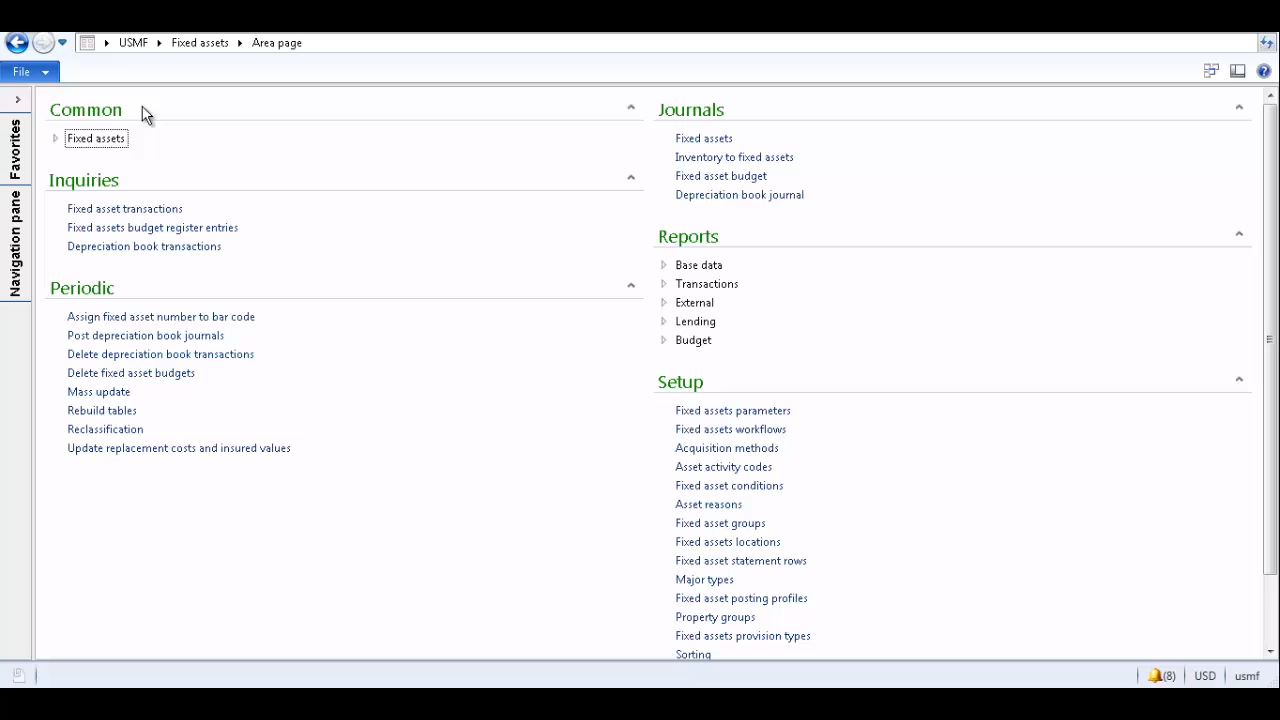 USMF Fixed assets Area page
File
Favorites
Navigation pane
Common
Fixed assets
Inquiries
Fixed asset transactions
Fixed assets budget register entries
Depreciation book transactions
Periodic
Assign fixed asset number to bar code
Post depreciation book journals
Delete depreciation book transactions
Delete fixed asset budgets
Mass update
Rebuild tables
Reclassification
Update replacement costs and insured values
Journals
Fixed assets
Inventory to fixed assets
Fixed asset budget
Depreciation book journal
Reports
Base data
Transactions
External
Lending
Budget
Setup
Fixed assets parameters
Fixed assets workflows
Acquisition methods
Asset activity codes
Fixed asset conditions
Asset reasons
Fixed asset groups
Fixed assets locations
Fixed asset statement rows
Major types
Fixed asset posting profiles
Property groups
Fixed assets provision types
Sorting
(8) USD usmf